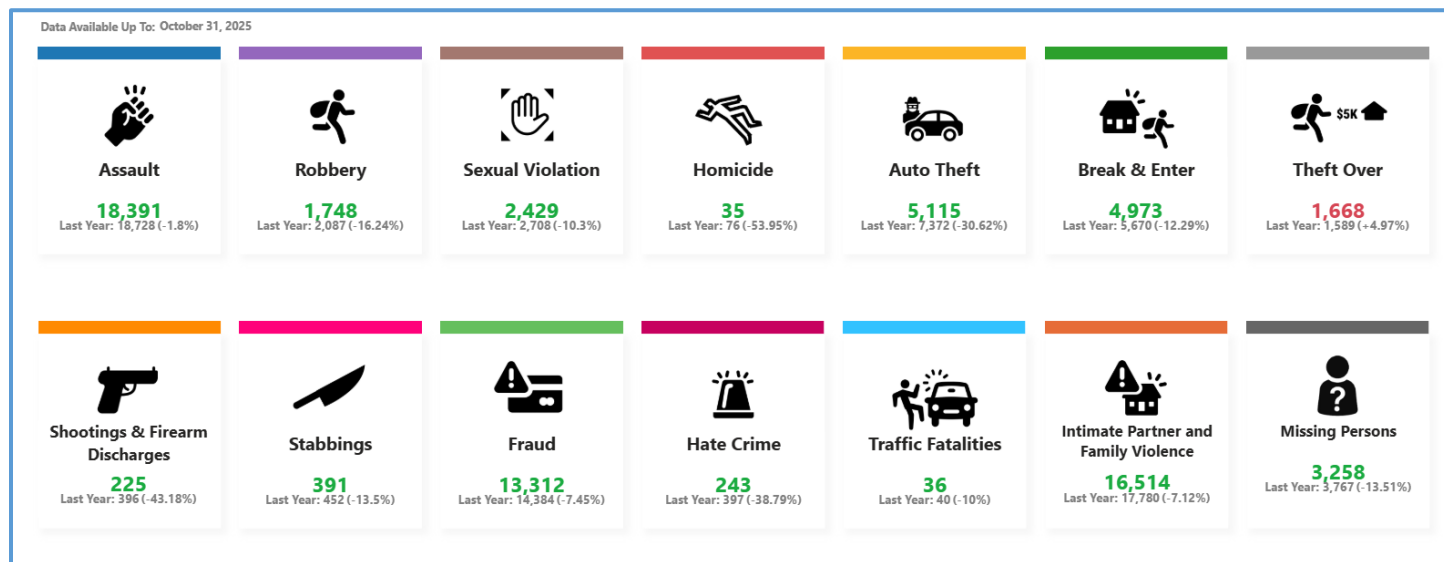 Data Available Up To: October 31, 2025
Assault
18,391
Last Year: 18,728 (-1.8%)
Robbery
1,748
Last Year: 2,087 (-16.24%)
Sexual Violation
2,429
Last Year: 2,708 (-10.3%)
Homicide
35
Last Year: 76 (-53.95%)
Auto Theft
5,115
Last Year: 7,372 (-30.62%)
Break & Enter
4,973
Last Year: 5,670 (-12.29%)
$5K
Theft Over
1,668
Last Year: 1,589 (+4.97%)
Shootings & Firearm
Discharges
225
Last Year: 396 (-43.18%)
Stabbings
391
Last Year: 452 (-13.5%)
Fraud
13,312
Last Year: 14,384 (-7.45%)
Hate Crime
243
Last Year: 397 (-38.79%)
Traffic Fatalities
36
Last Year: 40 (-10%)
Intimate Partner and
Family Violence
16,514
Last Year: 17,780 (-7.12%)
?
Missing Persons
3,258
Last Year: 3,767 (-13.51%)